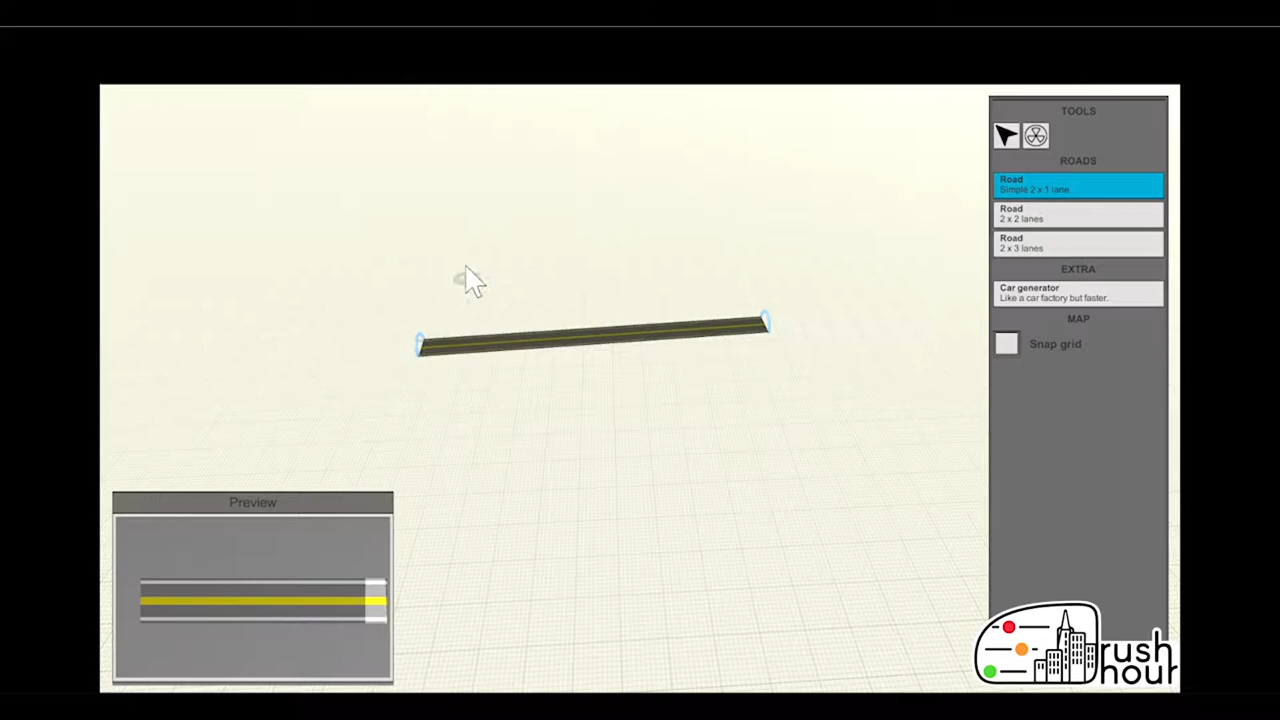 TOOLS
ROADS
Road
Simple 2 x 1 lane
Road
2 x 2 lanes
Road
2 x 3 lanes
EXTRA
Car generator
Like a car factory but faster.
MAP
Snap grid
Preview
rush
hour